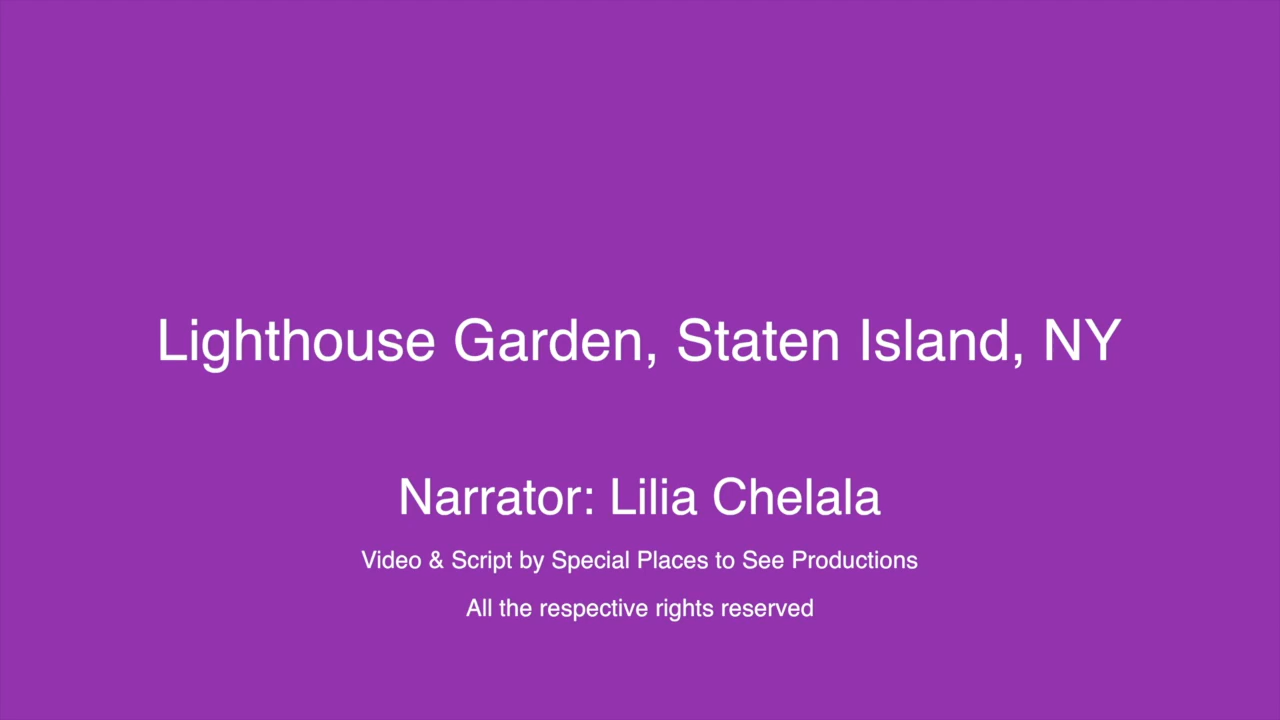 Lighthouse Garden, Staten Island, NY
Narrator: Lilia Chelala
Video & Script by Special Places to See Productions
All the respective rights reserved